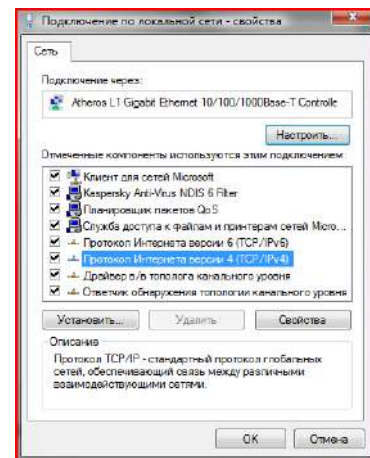 Подключение по локальной сети - свойства
Сеть
Подключение через:
Atheros L1 Gigabit Ethernet 10/100/1000Base-T Controlle
Настроить...
Отмеченные компоненты используются этим подключением
Клиент для сетей Microsoft
Kaspersky Anti-Virus NDIS 6 Filter
Планировщик пакетов QoS
Служба доступа к файлам и принтерам сетей Micro...
Протокол Интернета версии 6 (TCP/IPv6)
Протокол Интернета версии 4 (TCP/IPv4)
Драйвер в/в тополога канального уровня
Ответчик обнаружения топологии канального уровня
Установить...
Удалить
Свойства
Описание
Протокол TCP/IP - стандартный протокол глобальных
сетей, обеспечивающий связь между различными
взаимодействующими сетями.
OK
Отмена